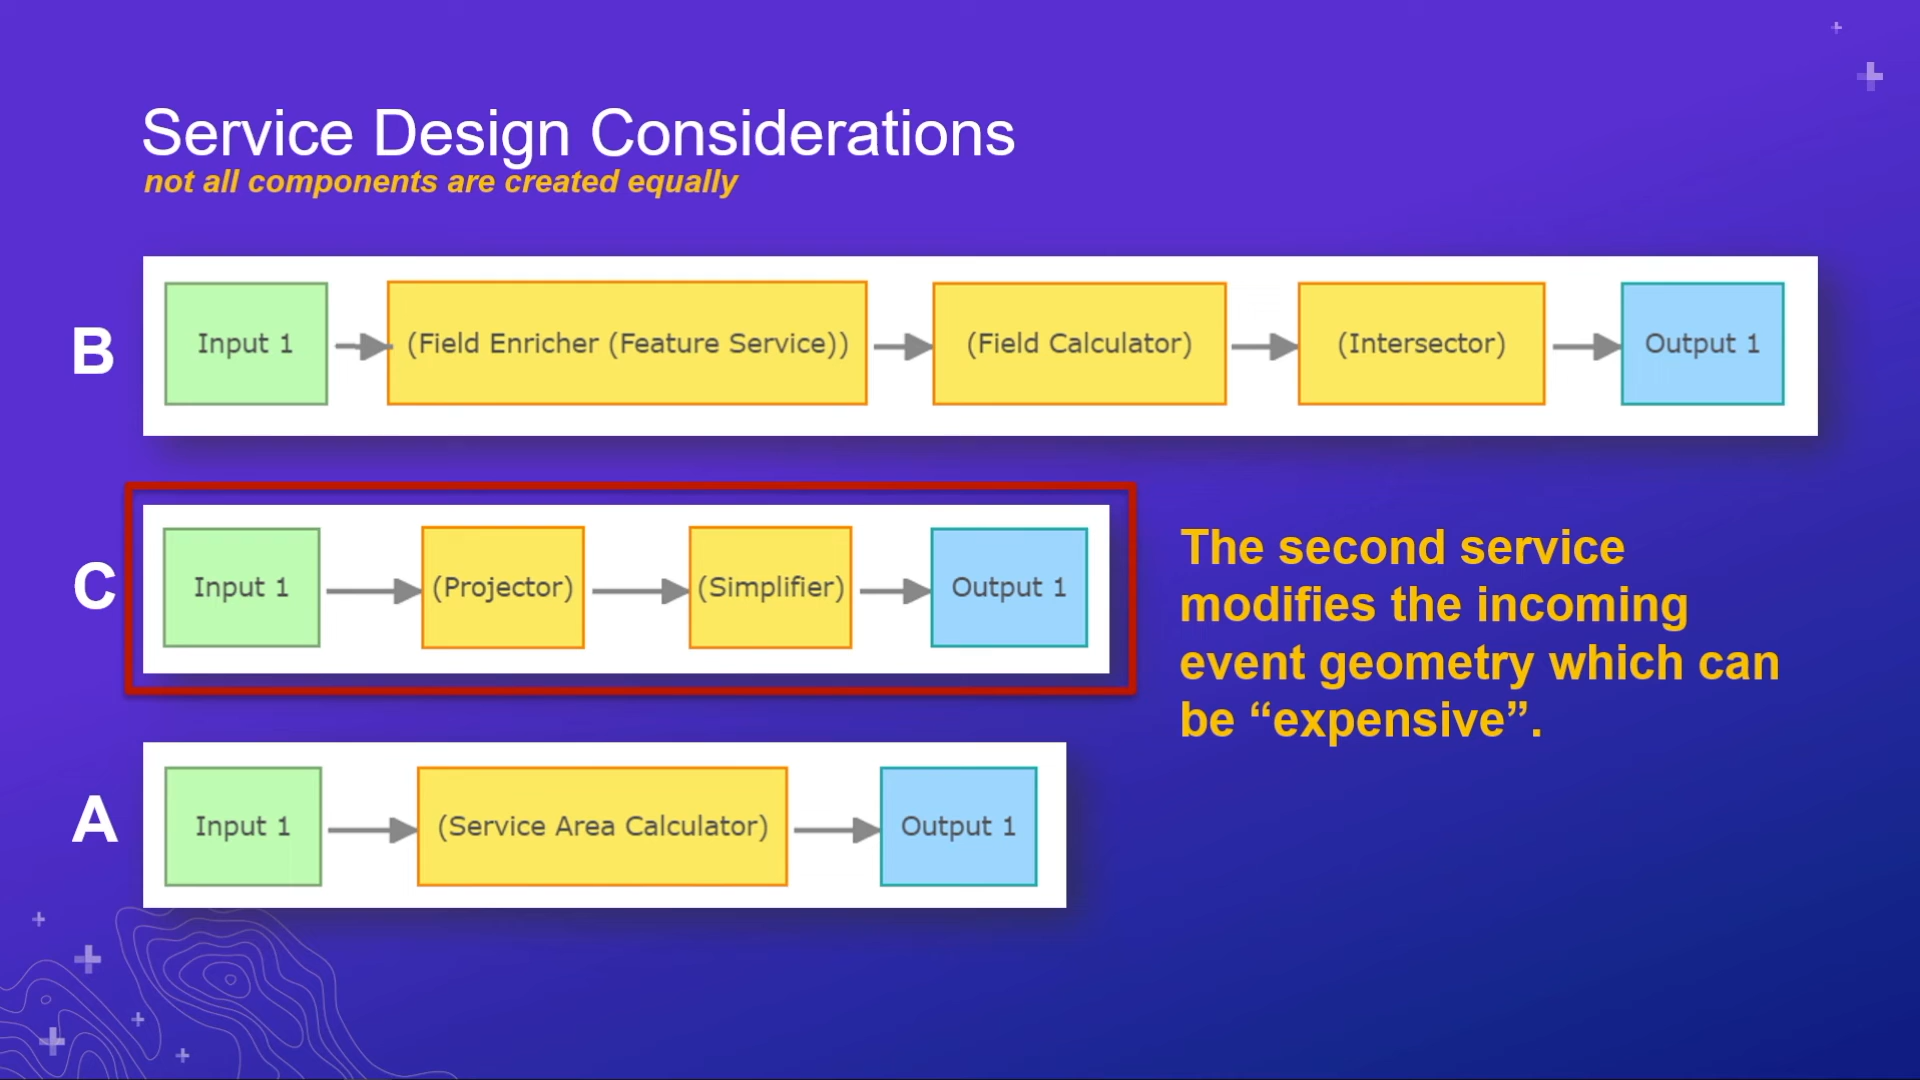 Service Design Considerations
not all components are created equally
B
Input 1
(Field Enricher (Feature Service))
(Field Calculator)
(Intersector)
Output 1
C
Input 1
(Projector)
(Simplifier)
Output 1
The second service
modifies the incoming
event geometry which can
be “expensive”.
A
Input 1
(Service Area Calculator)
Output 1